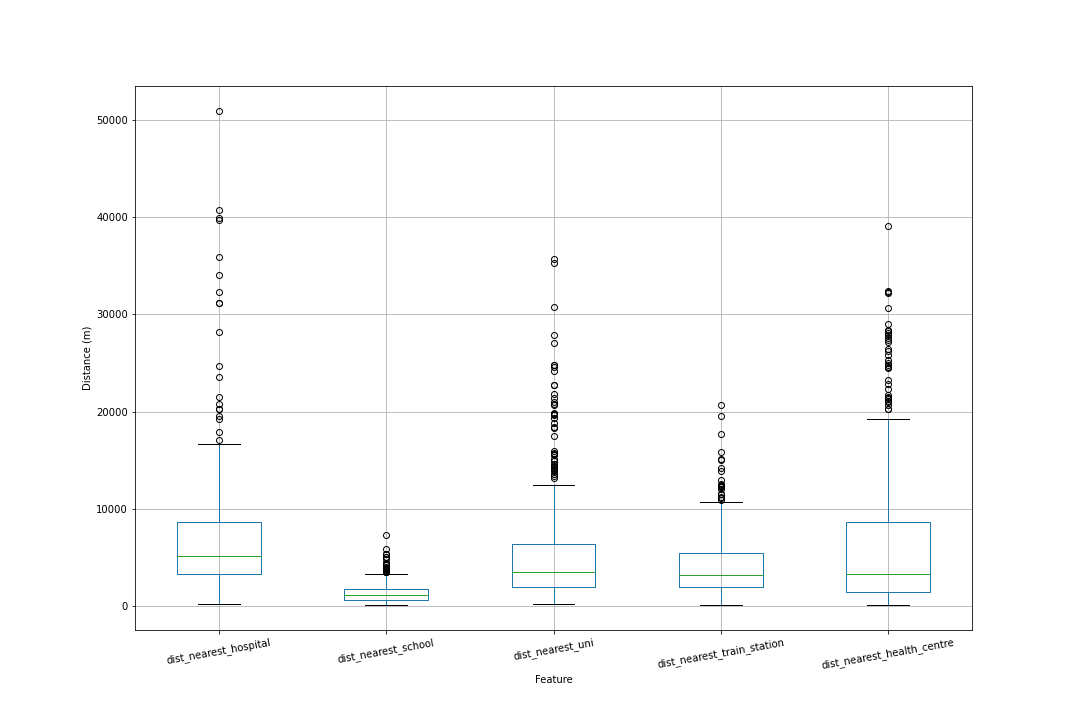 50000
40000
30000
20000
10000
0
Distance (m)
dist_nearest_hospital
dist_nearest_school
dist_nearest_uni
dist_nearest_train_station
dist_nearest_health_centre
Feature